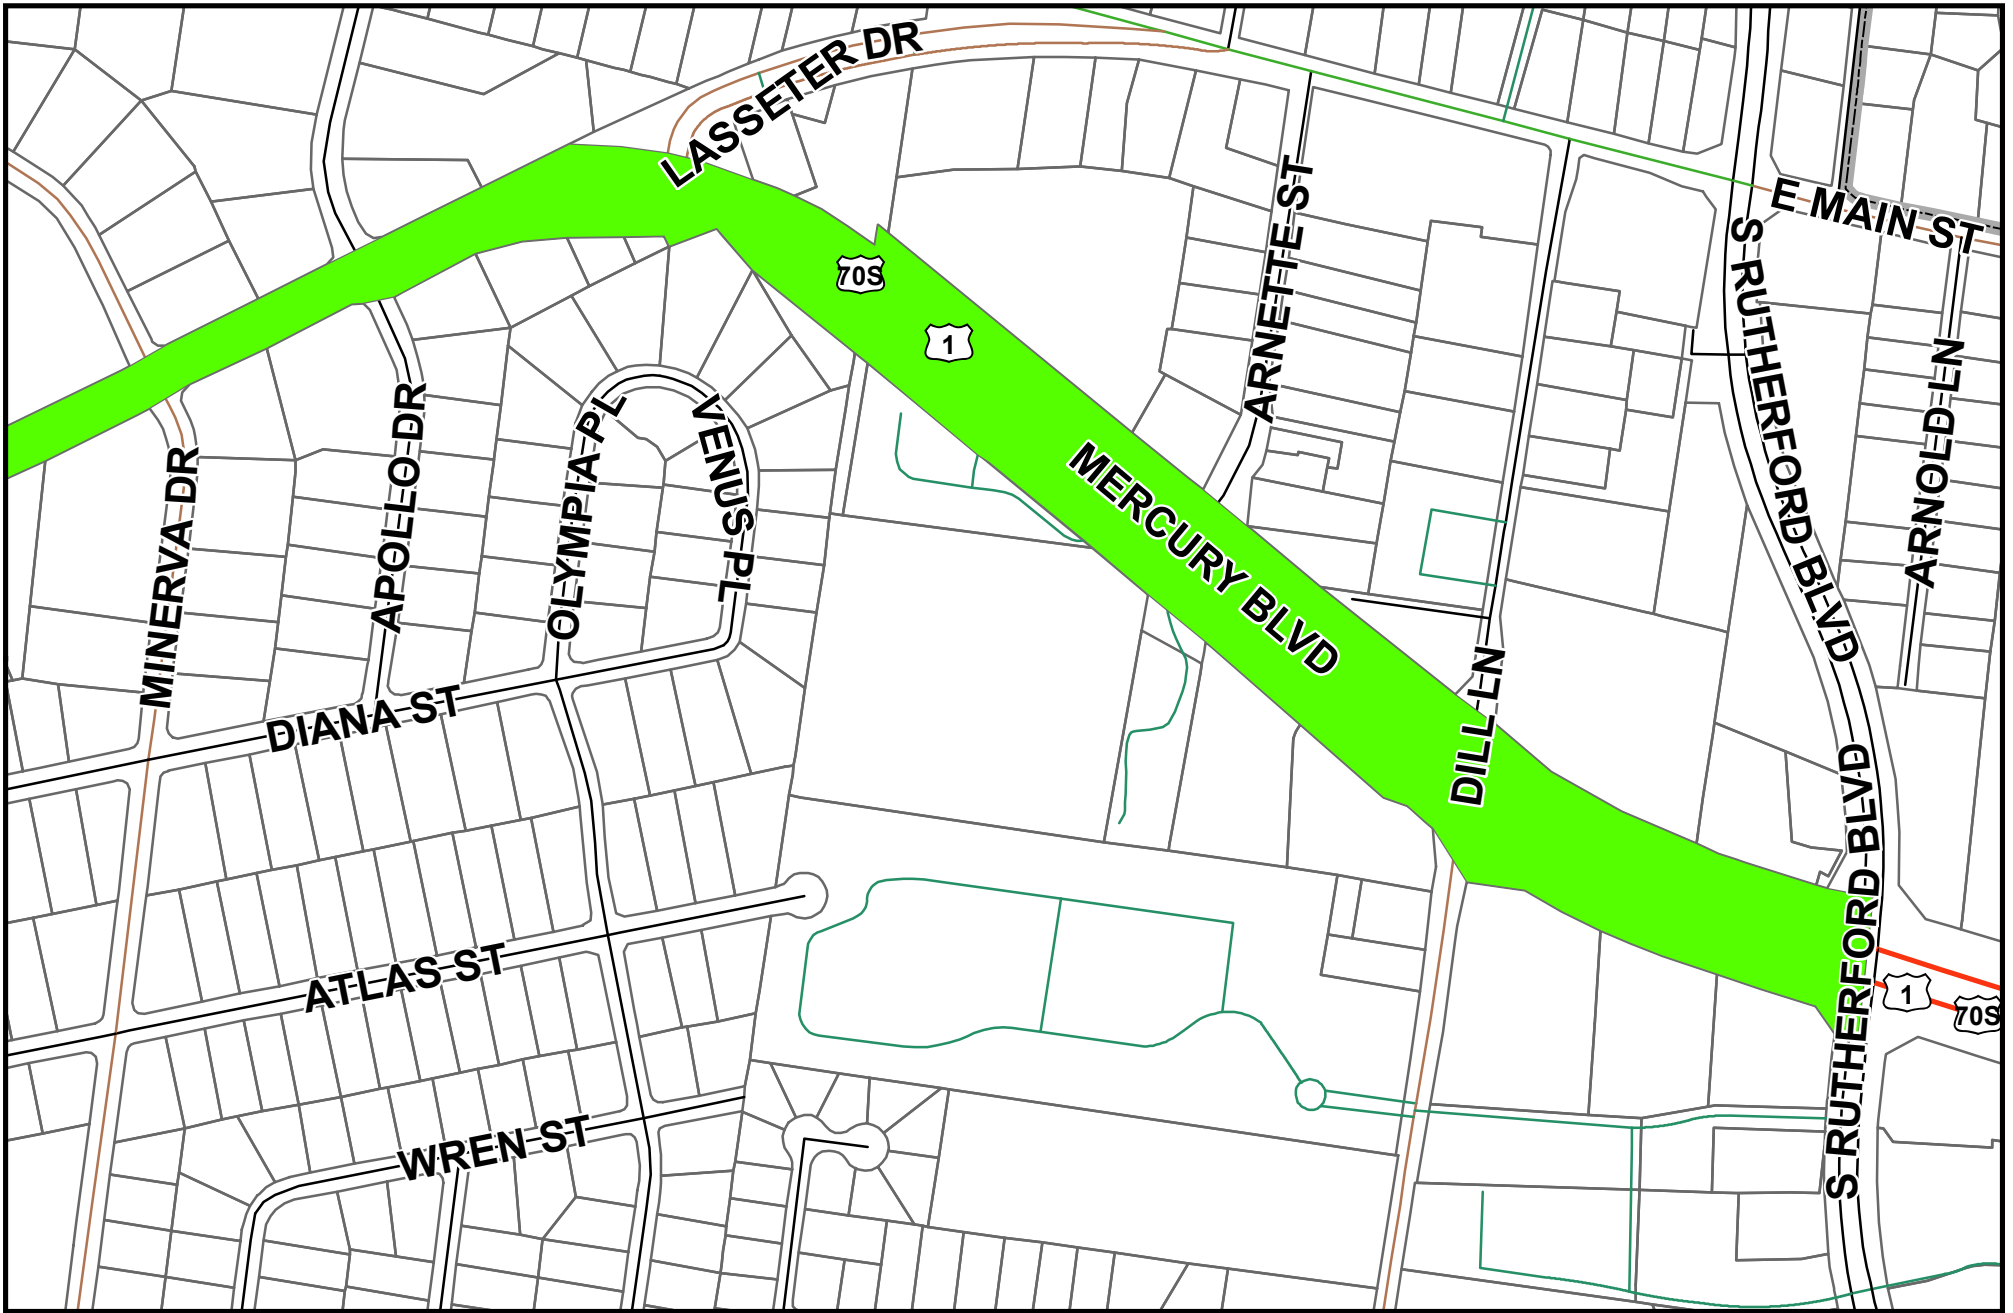 LASSETER DR
E MAIN ST
70S
1
ARNETTE ST
S RUTHERFORD BLVD
ARNOLD LN
MERCURY BLVD
OLYMPIA PL
VENUS PL
APOLLO DR
MINERVA DR
DILL LN
DIANA ST
S RUTHERFORD BLVD
ATLAS ST
1
70S
WREN ST